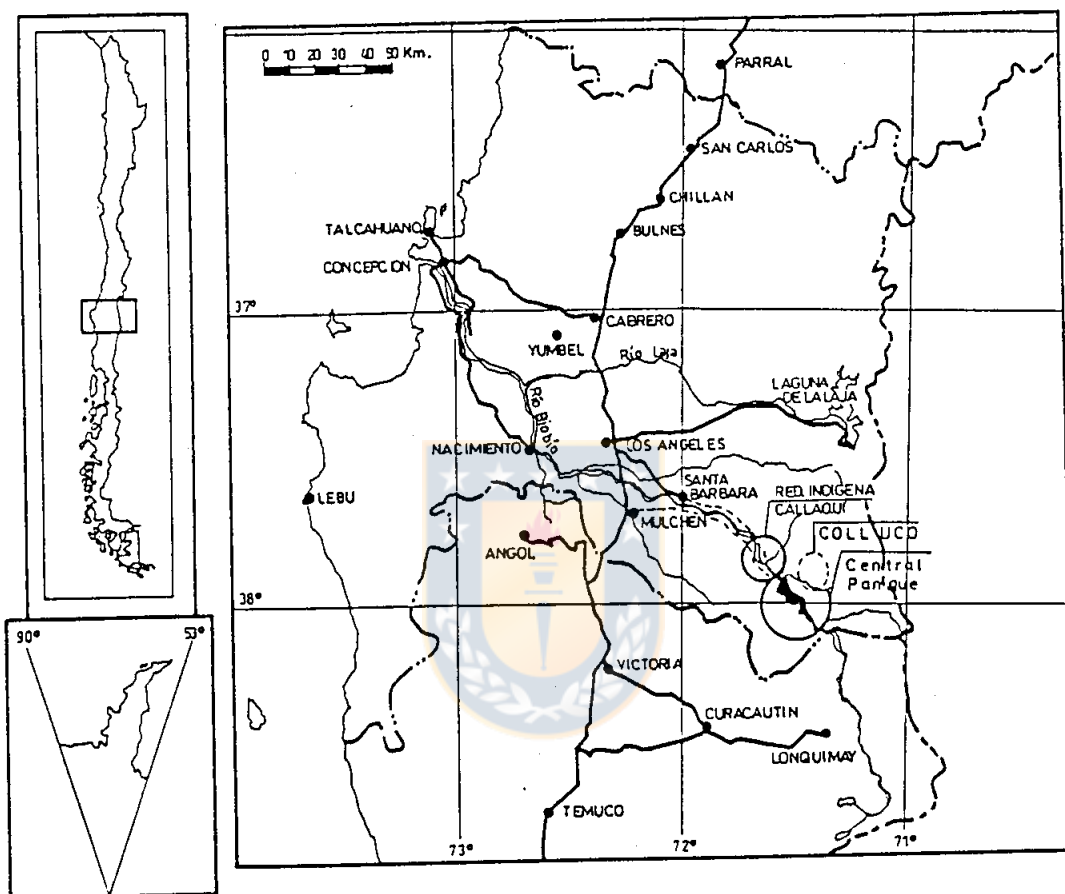 0 10 20 30 40 50 Km.
PARRAL
SAN CARLOS
CHILLAN
TALCAHUANO
BULNES
CONCEPCION
37°
CABRERO
YUMBEL
Río Laja
LAGUNA
DE LA LAJA
Río Biobío
NACIMIENTO
LOS ANGELES
SANTA
BARBARA
RED. INDIGENA
CALLAQUI
LEBU
MULCHEN
COLLUCO
ANGOL
Central
Pangue
38°
90°
53°
VICTORIA
CURACAUTIN
LONQUIMAY
TEMUCO
73°
72°
71°